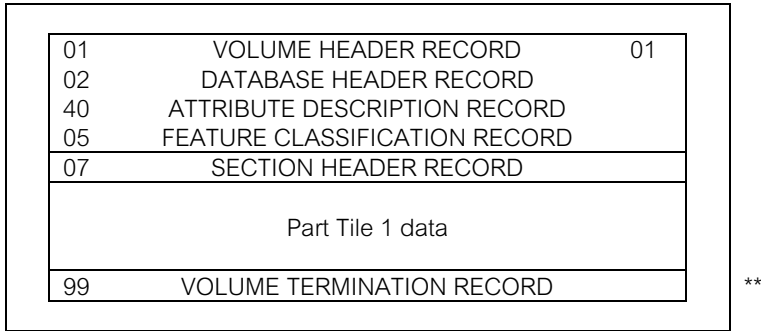 01 VOLUME HEADER RECORD 01
02 DATABASE HEADER RECORD
40 ATTRIBUTE DESCRIPTION RECORD
05 FEATURE CLASSIFICATION RECORD
07 SECTION HEADER RECORD
Part Tile 1 data
99 VOLUME TERMINATION RECORD **